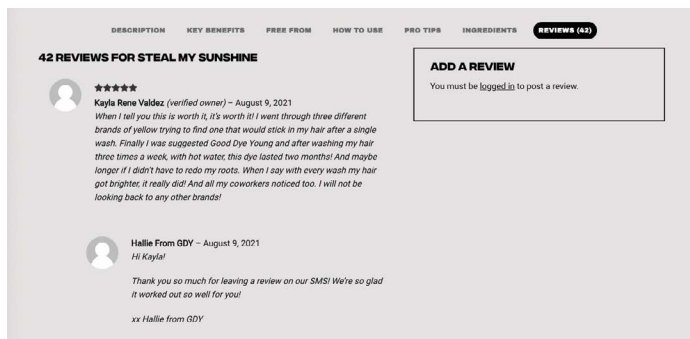 DESCRIPTION KEY BENEFITS FREE FROM HOW TO USE PRO TIPS INGREDIENTS REVIEWS (42)
42 REVIEWS FOR STEAL MY SUNSHINE
Kayla Rene Valdez (verified owner) – August 9, 2021
When I tell you this is worth it, it's worth it! I went through three different
brands of yellow trying to find one that would stick in my hair after a single
wash. Finally I was suggested Good Dye Young and after washing my hair
three times a week, with hot water, this dye lasted two months! And maybe
longer if I didn't have to redo my roots. When I say with every wash my hair
got brighter, it really did! And all my coworkers noticed too. I will not be
looking back to any other brands!
Hallie From GDY – August 9, 2021
Hi Kayla!
Thank you so much for leaving a review on our SMS! We're so glad
it worked out so well for you!
xx Hallie from GDY
ADD A REVIEW
You must be logged in to post a review.